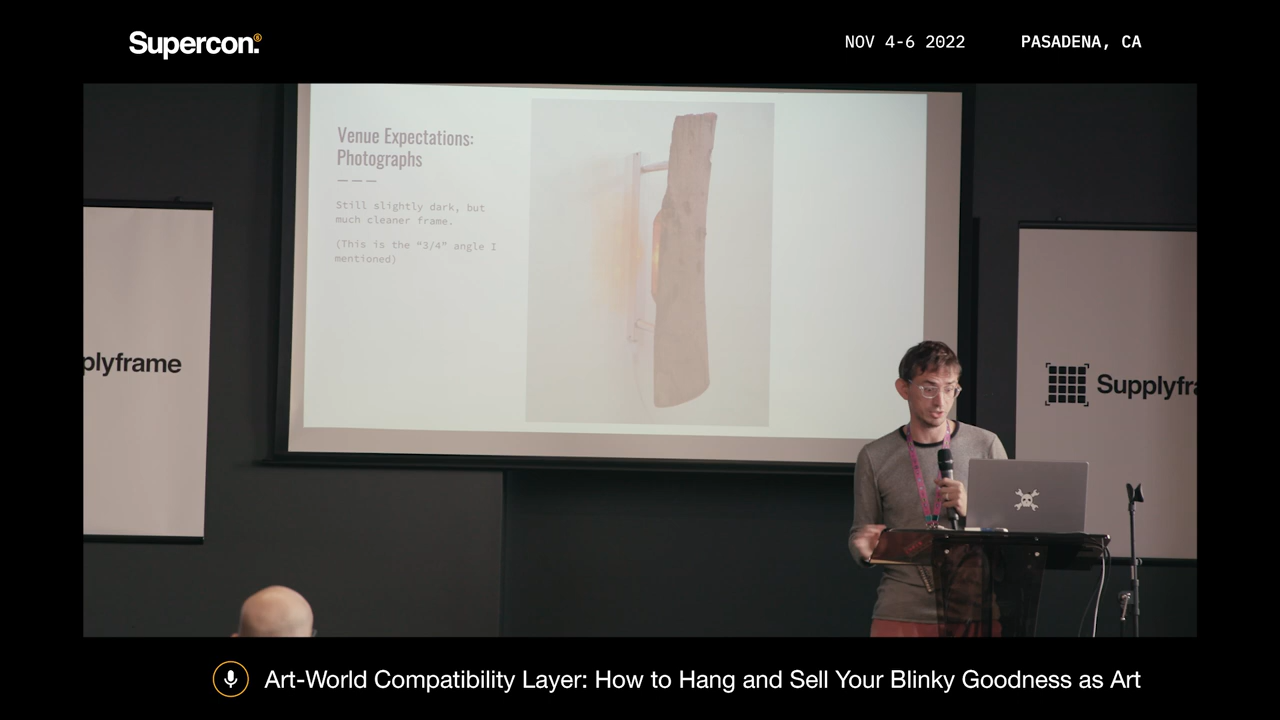 Supercon.6
NOV 4-6 2022
PASADENA, CA
Venue Expectations:
Photographs
Still slightly dark, but
much cleaner frame.
(This is the "3/4" angle I
mentioned)
plyframe
Supplyfra
Art-World Compatibility Layer: How to Hang and Sell Your Blinky Goodness as Art